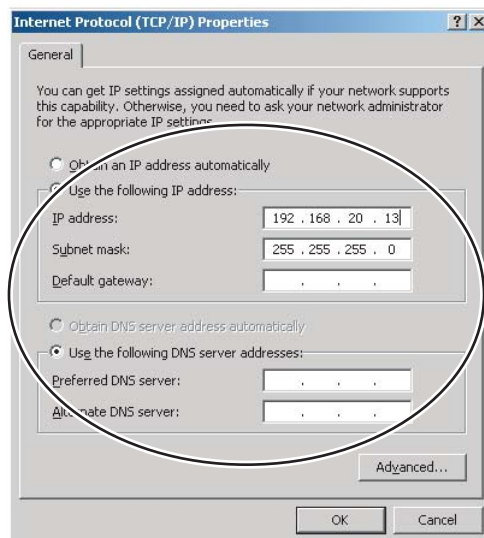 Internet Protocol (TCP/IP) Properties
General
You can get IP settings assigned automatically if your network supports
this capability. Otherwise, you need to ask your network administrator
for the appropriate IP settings.
Obtain an IP address automatically
Use the following IP address:
IP address: 192 . 168 . 20 . 13
Subnet mask: 255 . 255 . 255 . 0
Default gateway: . . .
Obtain DNS server address automatically
Use the following DNS server addresses:
Preferred DNS server: . . .
Alternate DNS server: . . .
Advanced...
OK Cancel